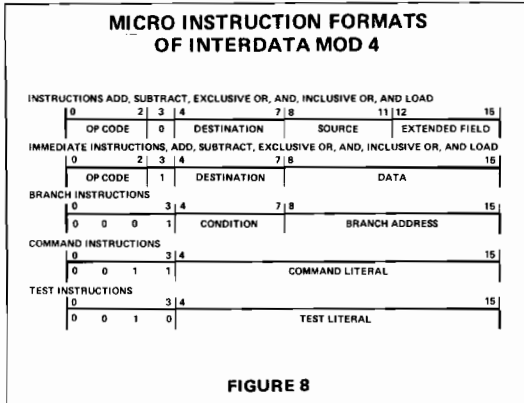 MICRO INSTRUCTION FORMATS
OF INTERDATA MOD 4
INSTRUCTIONS ADD, SUBTRACT, EXCLUSIVE OR, AND, INCLUSIVE OR, AND LOAD
0 2 3 4 7 8 11 12 15
OP CODE 0 DESTINATION SOURCE EXTENDED FIELD
IMMEDIATE INSTRUCTIONS, ADD, SUBTRACT, EXCLUSIVE OR, AND, INCLUSIVE OR, AND LOAD
0 2 3 4 7 8 15
OP CODE 1 DESTINATION DATA
BRANCH INSTRUCTIONS
0 3 4 7 8 15
0 0 0 1 CONDITION BRANCH ADDRESS
COMMAND INSTRUCTIONS
0 3 4 15
0 0 1 1 COMMAND LITERAL
TEST INSTRUCTIONS
0 3 4 15
0 0 1 0 TEST LITERAL
FIGURE 8